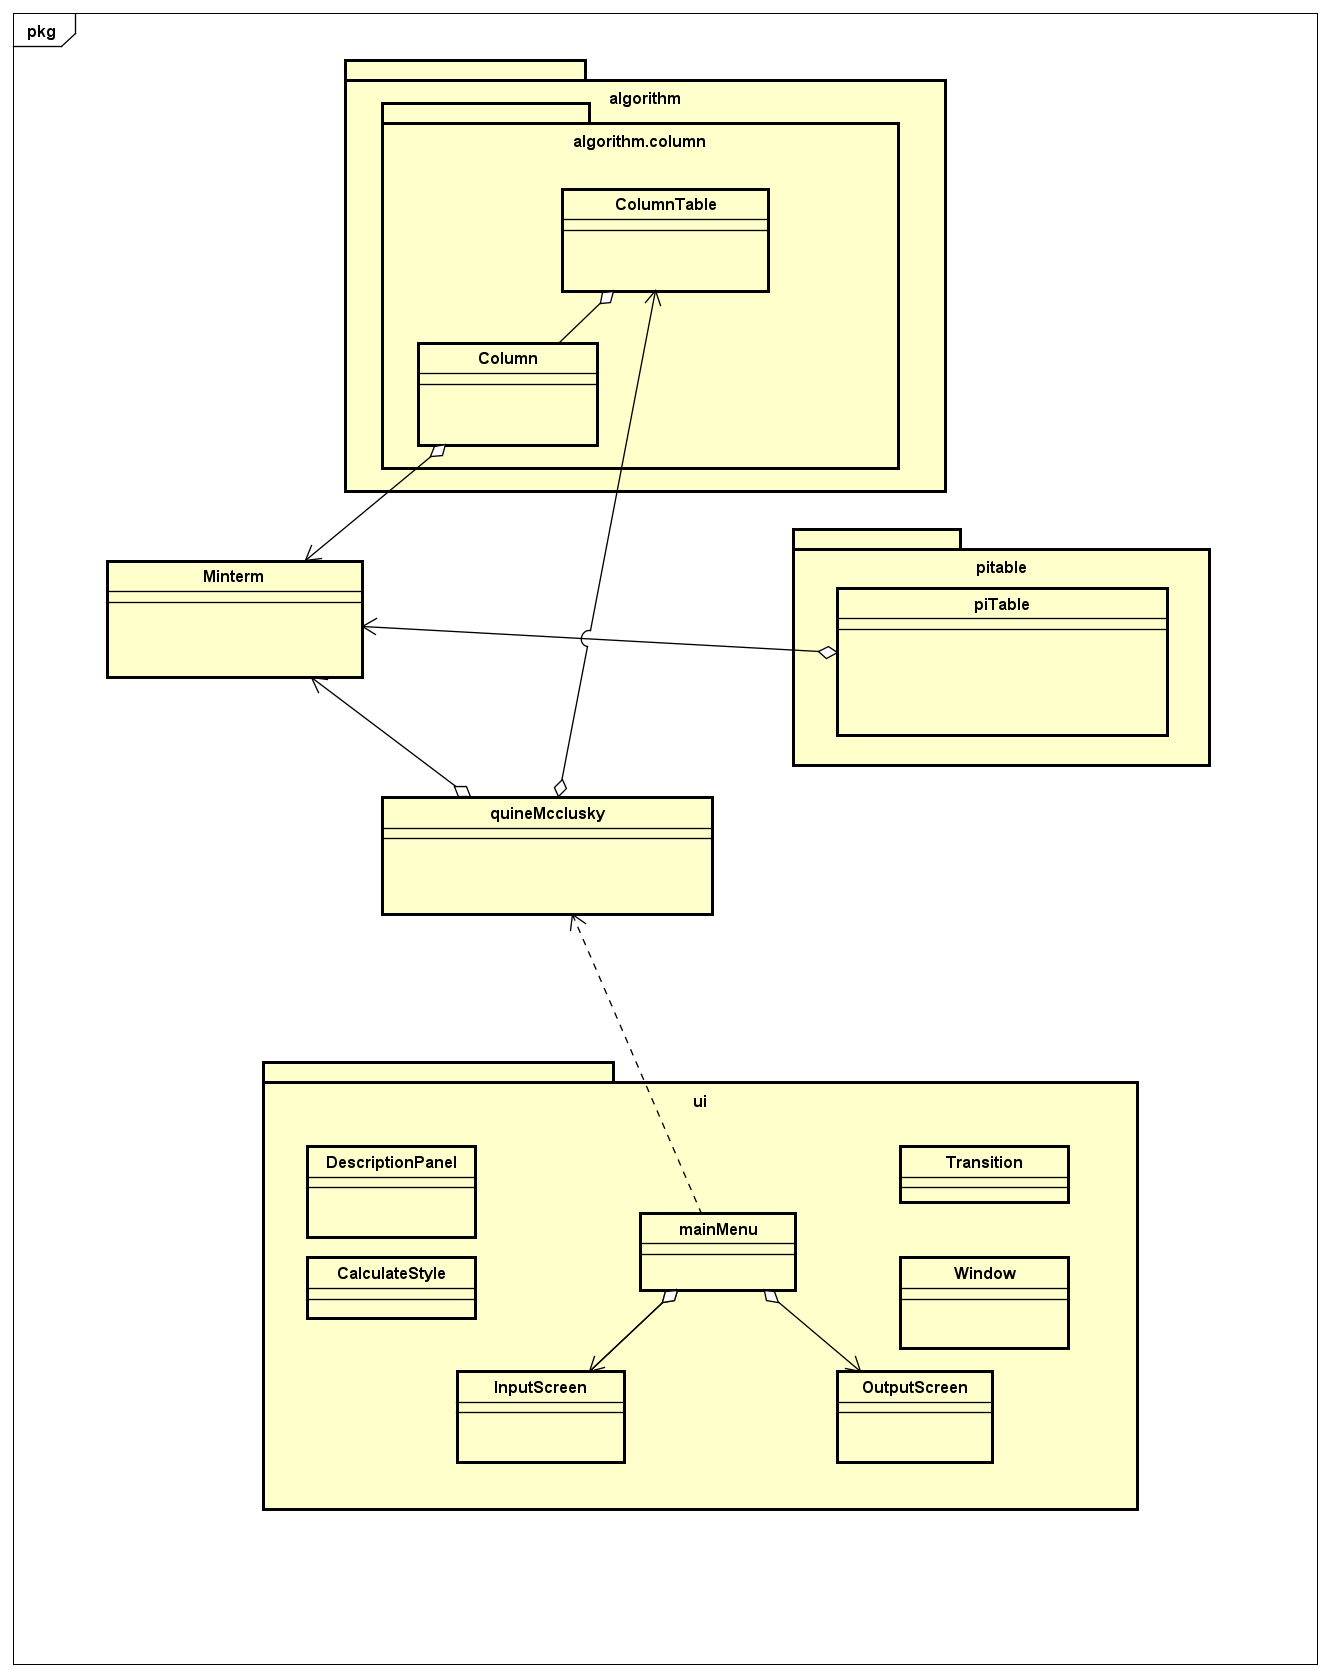 pkg
algorithm
algorithm.column
ColumnTable
Column
Minterm
pitable
piTable
quineMcclusky
ui
DescriptionPanel
Transition
mainMenu
CalculateStyle
Window
InputScreen
OutputScreen